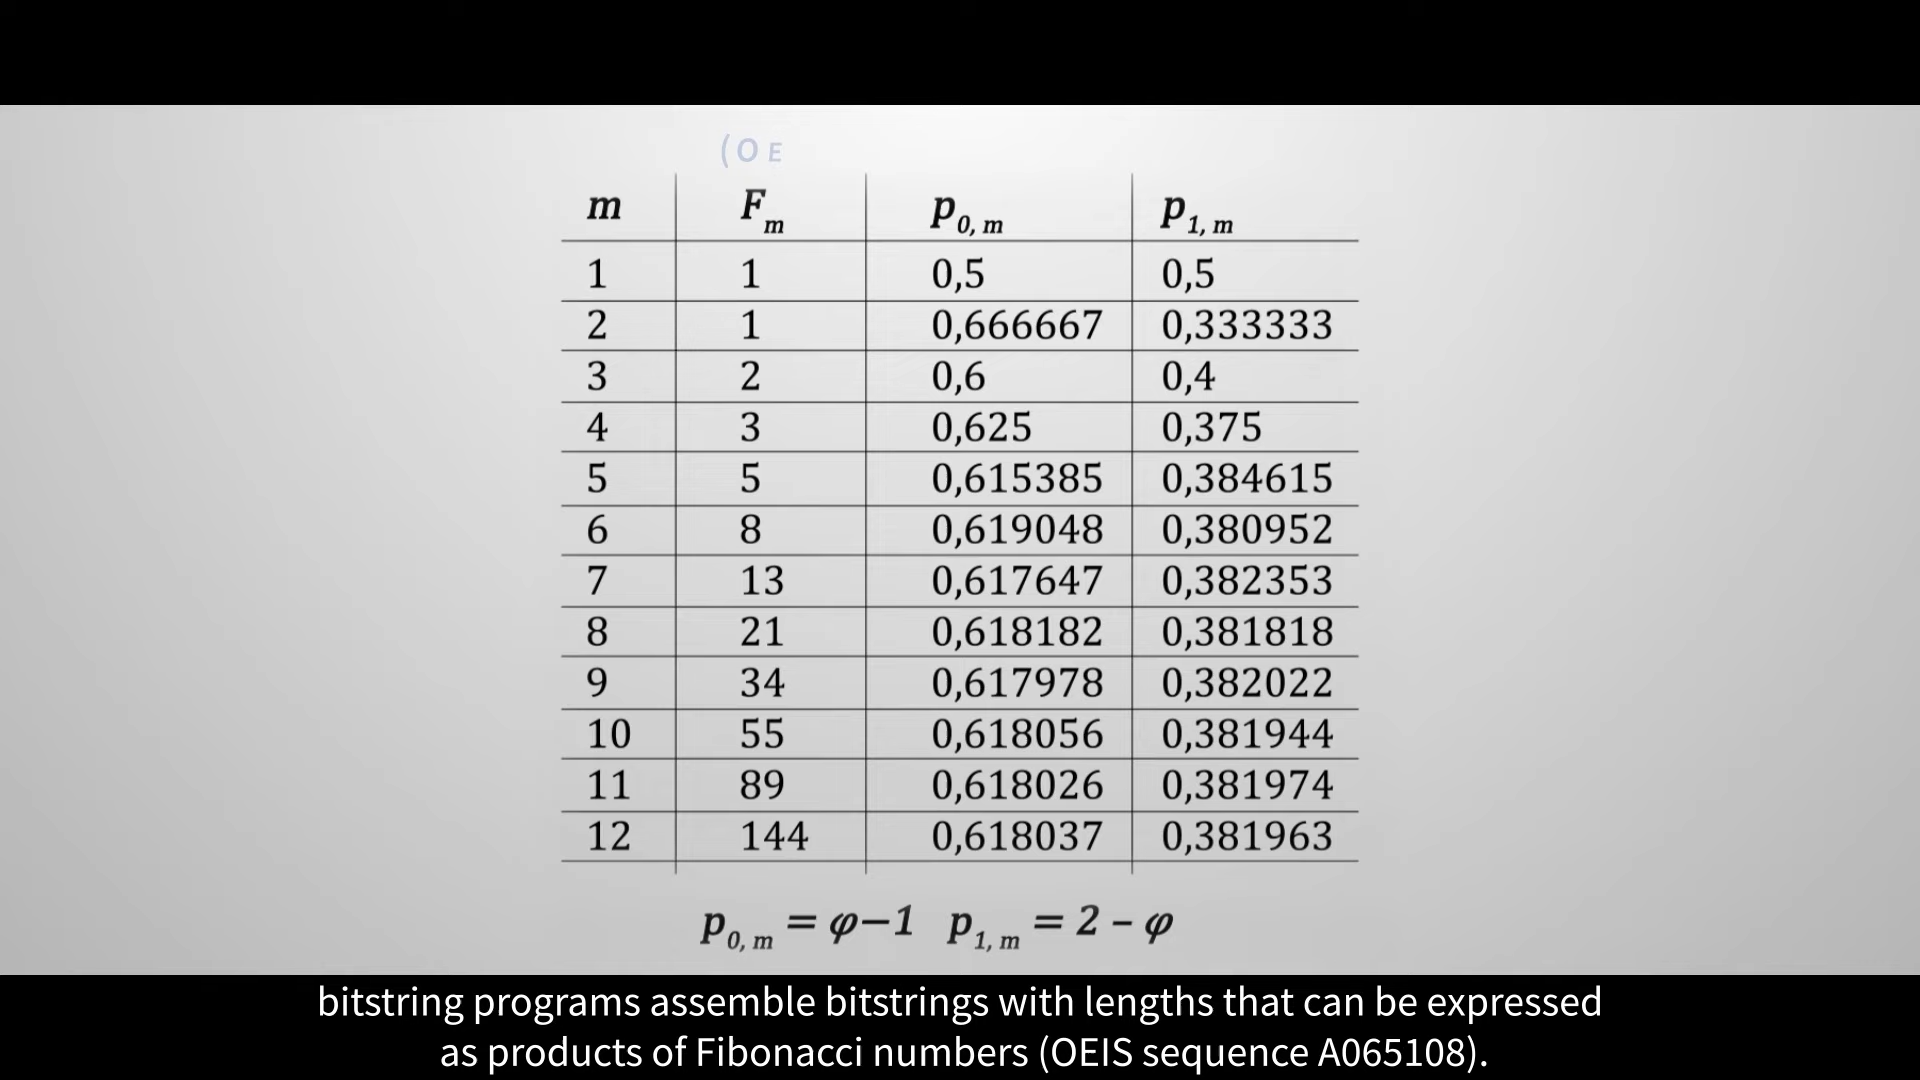 (O E
m F_m p_0, m p_1, m
1 1 0,5 0,5
2 1 0,666667 0,333333
3 2 0,6 0,4
4 3 0,625 0,375
5 5 0,615385 0,384615
6 8 0,619048 0,380952
7 13 0,617647 0,382353
8 21 0,618182 0,381818
9 34 0,617978 0,382022
10 55 0,618056 0,381944
11 89 0,618026 0,381974
12 144 0,618037 0,381963
p_0, m = φ−1 p_1, m = 2 − φ
bitstring programs assemble bitstrings with lengths that can be expressed
as products of Fibonacci numbers (OEIS sequence A065108).